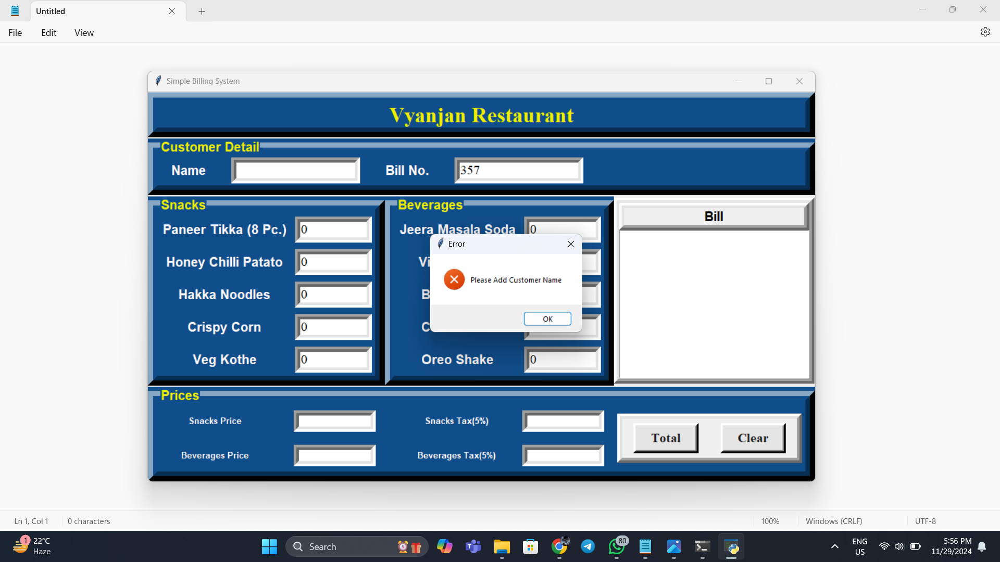 Untitled
File Edit View
Simple Billing System
Vyanjan Restaurant
Customer Detail
Name Bill No. 357
Snacks Beverages
Bill
Paneer Tikka (8 Pc.) 0 Jeera Masala Soda 0
Error
Honey Chilli Patato 0 Vi
Please Add Customer Name
Hakka Noodles 0 B
OK
Crispy Corn 0 C
Veg Kothe 0 Oreo Shake 0
Prices
Snacks Price Snacks Tax(5%)
Total Clear
Beverages Price Beverages Tax(5%)
Ln 1, Col 1 0 characters 100% Windows (CRLF) UTF-8
1 22°C
Haze
Search
80
ENG
US
5:56 PM
11/29/2024